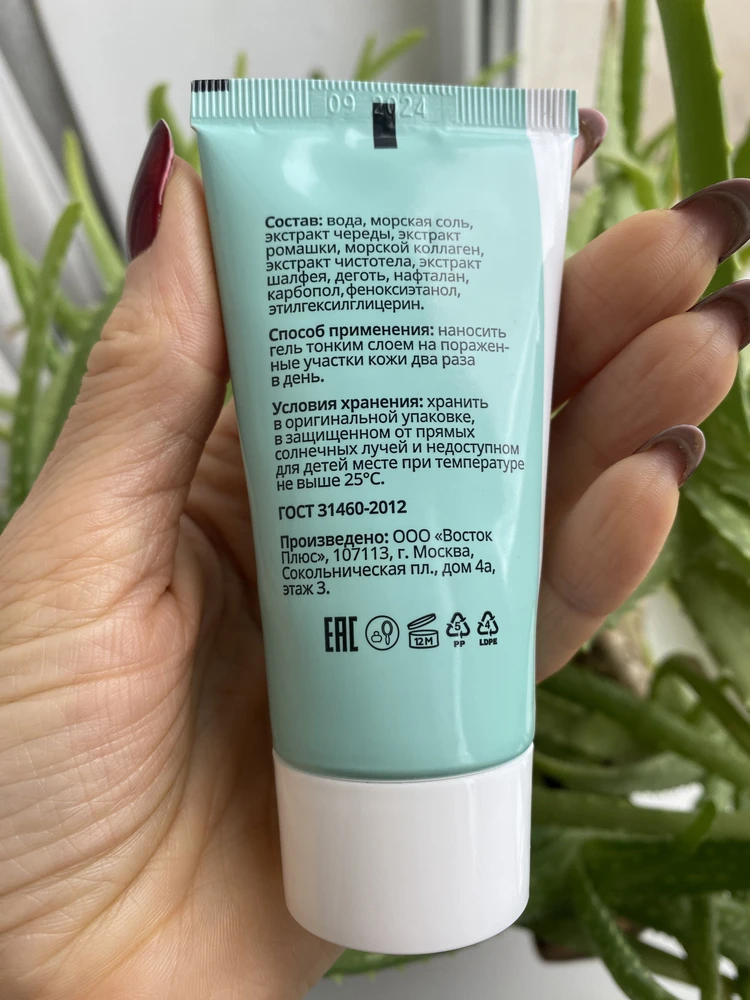 09 2024
Состав: вода, морская соль,
экстракт череды, экстракт
ромашки, морской коллаген,
экстракт чистотела, экстракт
шалфея, деготь, нафталан,
карбопол, феноксиэтанол,
этилгексилглицерин.
Способ применения: наносить
гель тонким слоем на поражен-
ные участки кожи два раза
в день.
Условия хранения: хранить
в оригинальной упаковке,
в защищенном от прямых
солнечных лучей и недоступном
для детей месте при температуре
не выше 25°С.
ГОСТ 31460-2012
Произведено: ООО «Восток
Плюс», 107113, г. Москва,
Сокольническая пл., дом 4а,
этаж 3.
EAC 12M 5 PP 4 LDPE